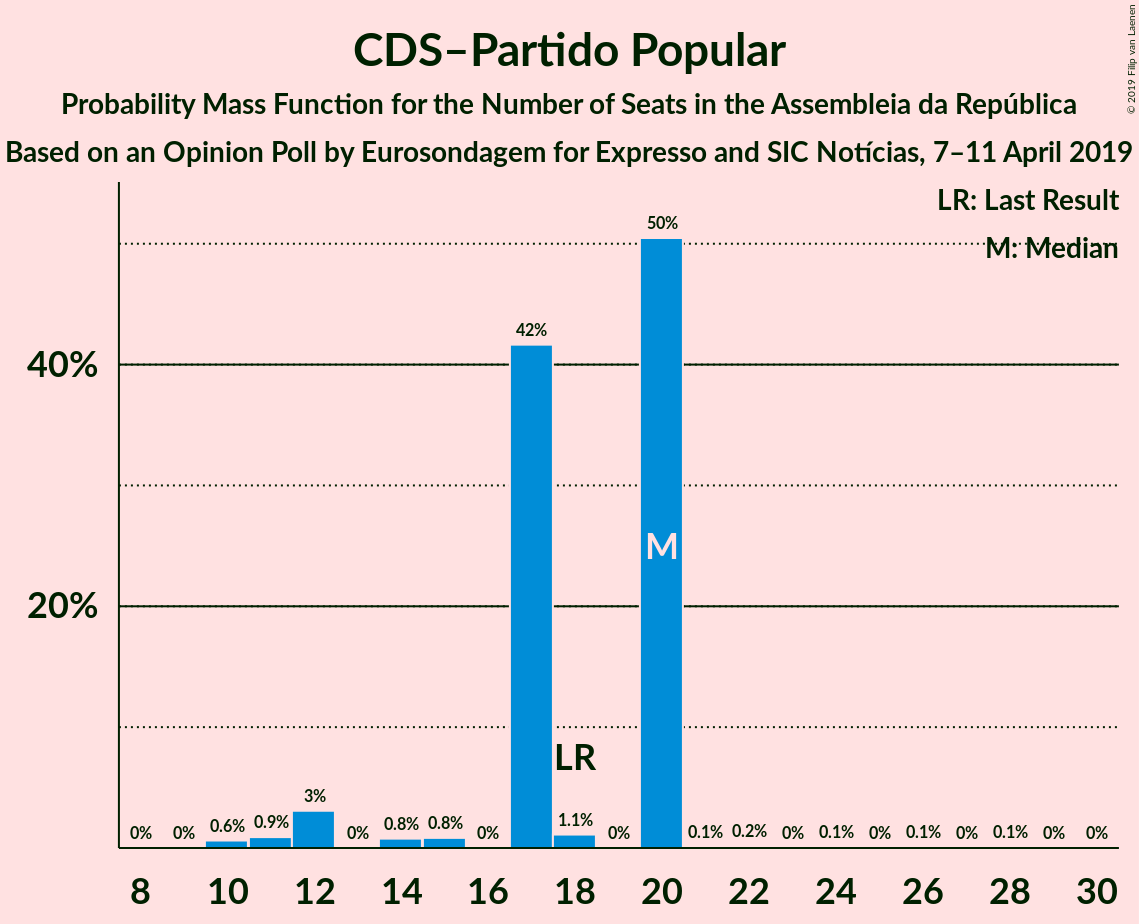 CDS–Partido Popular
Probability Mass Function for the Number of Seats in the Assembleia da República
Based on an Opinion Poll by Eurosondagem for Expresso and SIC Notícias, 7–11 April 2019
© 2019 Filip van Laenen
LR: Last Result
M: Median
50%
42%
40%
M
20%
LR
0% 0% 0.6% 0.9% 3% 0% 0.8% 0.8% 0% 1.1% 0% 0.1% 0.2% 0% 0.1% 0% 0.1% 0% 0.1% 0% 0%
8 10 12 14 16 18 20 22 24 26 28 30